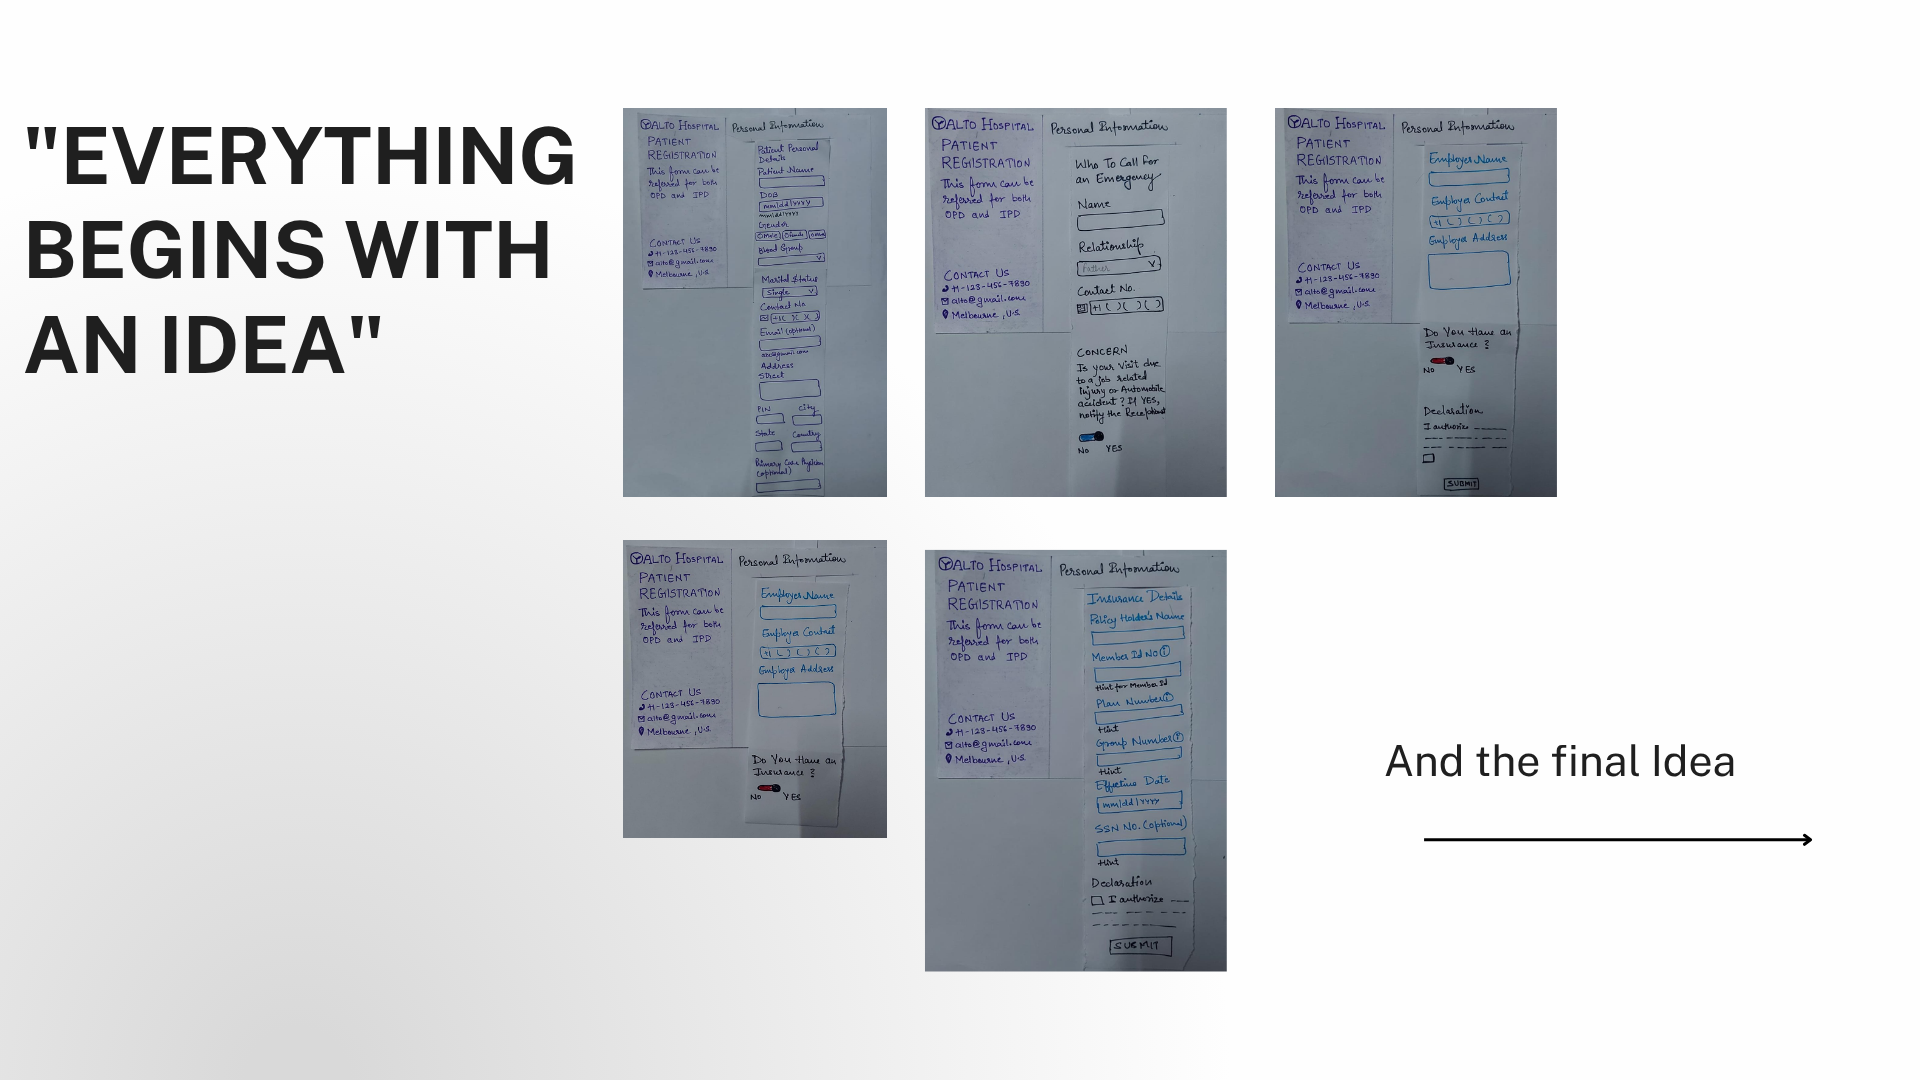 "EVERYTHING
BEGINS WITH
AN IDEA"
ALTO HOSPITAL
PATIENT
REGISTRATION
This form can be
referred for both
OPD and IPD
CONTACT US
+1-123-456-7890
alto@gmail.com
Melbourne, U.S
Personal Information
Patient Personal
Details
Patient Name
DOB
mm/dd/yyyy
mm/dd/yyyy
Gender
Male Female
Blood Group
Marital Status
Single
Contact No
+1 ( ) ( ) ( )
Email (optional)
abc@gmail.com
Address
Street
PIN City
State Country
Primary Care Physician
(optional)
ALTO HOSPITAL
PATIENT
REGISTRATION
This form can be
referred for both
OPD and IPD
CONTACT US
+1-123-456-7890
alto@gmail.com
Melbourne, U.S
Personal Information
Who To Call for
an Emergency
Name
Relationship
Father
Contact No.
+1 ( ) ( ) ( )
CONCERN
Is your Visit due
to a job related
injury or Automobile
accident? If YES,
notify the Receptionist
NO YES
ALTO HOSPITAL
PATIENT
REGISTRATION
This form can be
referred for both
OPD and IPD
CONTACT US
+1-123-456-7890
alto@gmail.com
Melbourne, U.S
Personal Information
Employer Name
Employer Contact
+1 ( ) ( ) ( )
Employer Address
Do You Have an
Insurance?
NO YES
Declaration
I authorize
SUBMIT
ALTO HOSPITAL
PATIENT
REGISTRATION
This form can be
referred for both
OPD and IPD
CONTACT US
+1-123-456-7890
alto@gmail.com
Melbourne, U.S
Personal Information
Employer Name
Employer Contact
+1 ( ) ( ) ( )
Employer Address
Do You Have an
Insurance?
NO YES
ALTO HOSPITAL
PATIENT
REGISTRATION
This form can be
referred for both
OPD and IPD
CONTACT US
+1-123-456-7890
alto@gmail.com
Melbourne, U.S
Personal Information
Insurance Details
Policy Holder's Name
Member Id No
Hint for Member Id
Plan Number
Hint
Group Number
Hint
Effective Date
mm/dd/yyyy
SSN No. (optional)
Hint
Declaration
I authorize
SUBMIT
And the final Idea